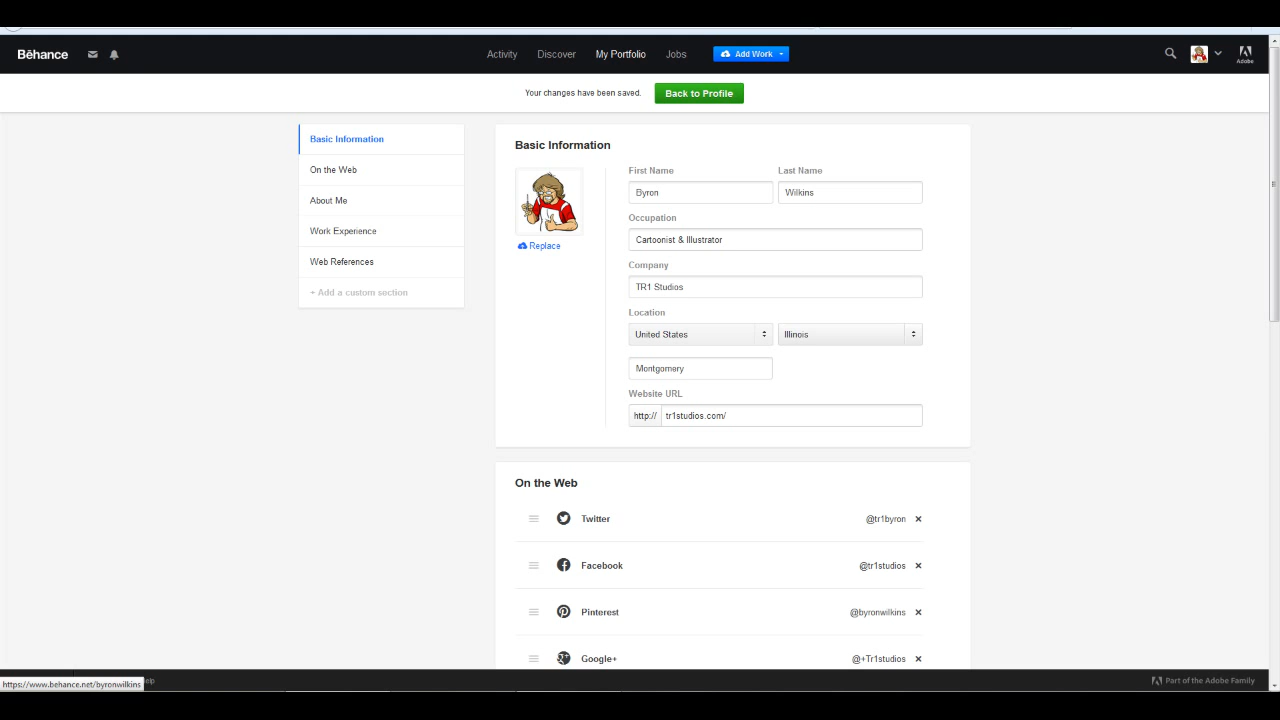 Bēhance
Activity Discover My Portfolio Jobs Add Work
Adobe
Your changes have been saved. Back to Profile
Basic Information
On the Web
About Me
Work Experience
Web References
+ Add a custom section
Basic Information
Replace
First Name Last Name
Byron Wilkins
Occupation
Cartoonist & Illustrator
Company
TR1 Studios
Location
United States Illinois
Montgomery
Website URL
http:// tr1studios.com/
On the Web
Twitter @tr1byron
Facebook @tr1studios
Pinterest @byronwilkins
Google+ @+Tr1studios
https://www.behance.net/byronwilkins
Part of the Adobe Family